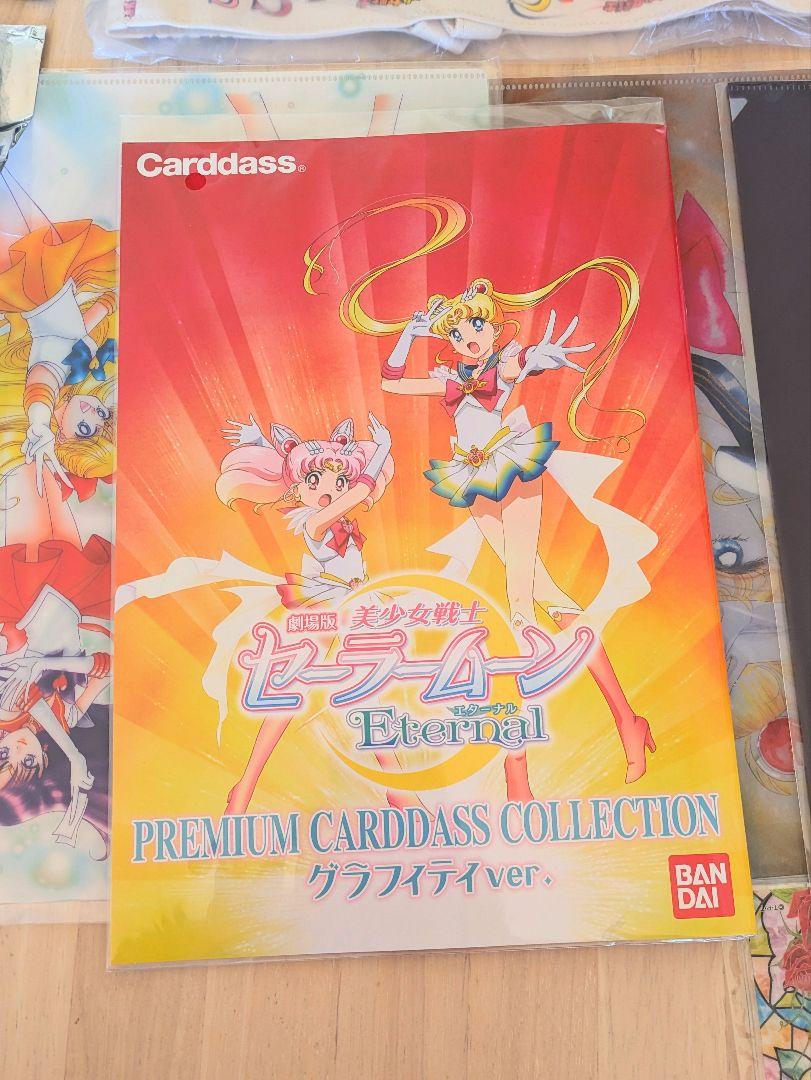 Carddass®
劇場版 美少女戦士
セーラームーン
エターナル
Eternal
PREMIUM CARDDASS COLLECTION
グラフィティver.
BAN
DAI